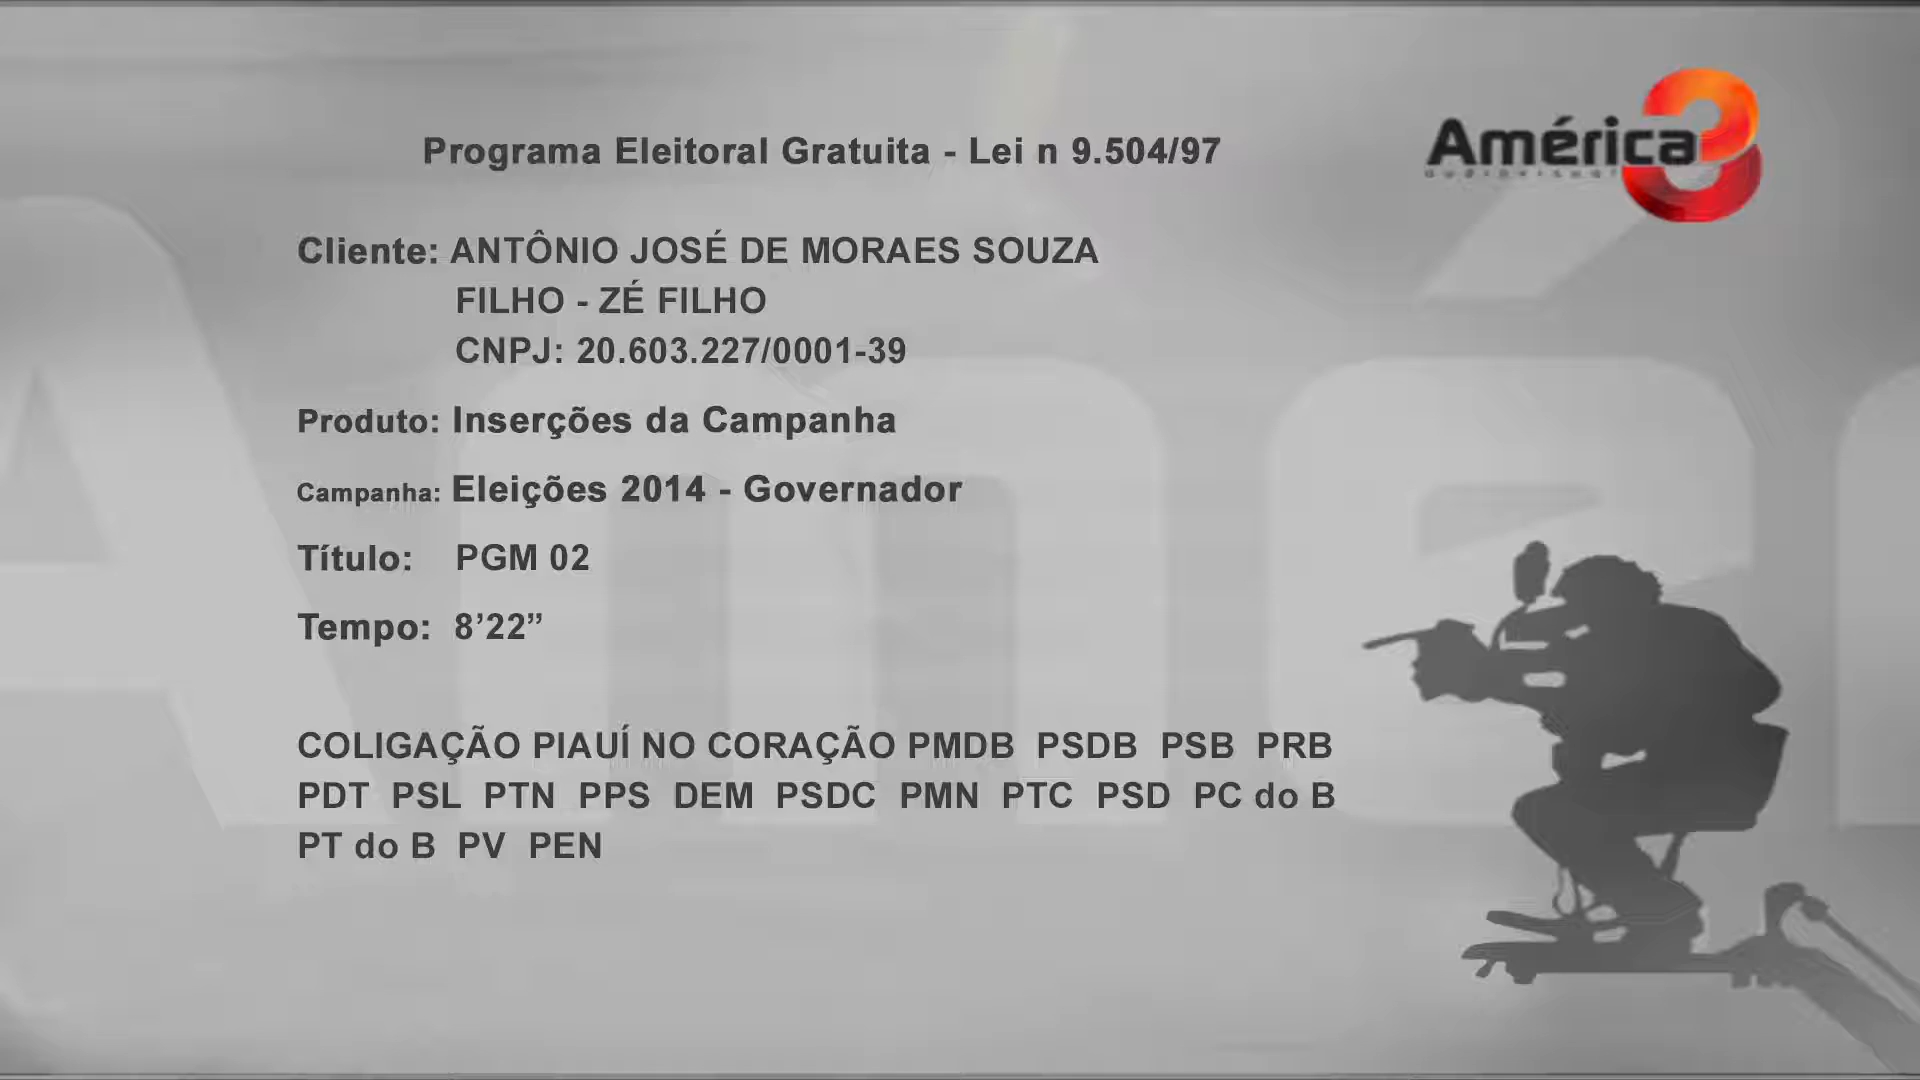 Programa Eleitoral Gratuita - Lei n 9.504/97
América3
audiovisual
Cliente: ANTÔNIO JOSÉ DE MORAES SOUZA
FILHO - ZÉ FILHO
CNPJ: 20.603.227/0001-39
Produto: Inserções da Campanha
Campanha: Eleições 2014 - Governador
Título: PGM 02
Tempo: 8’22”
COLIGAÇÃO PIAUÍ NO CORAÇÃO PMDB PSDB PSB PRB
PDT PSL PTN PPS DEM PSDC PMN PTC PSD PC do B
PT do B PV PEN